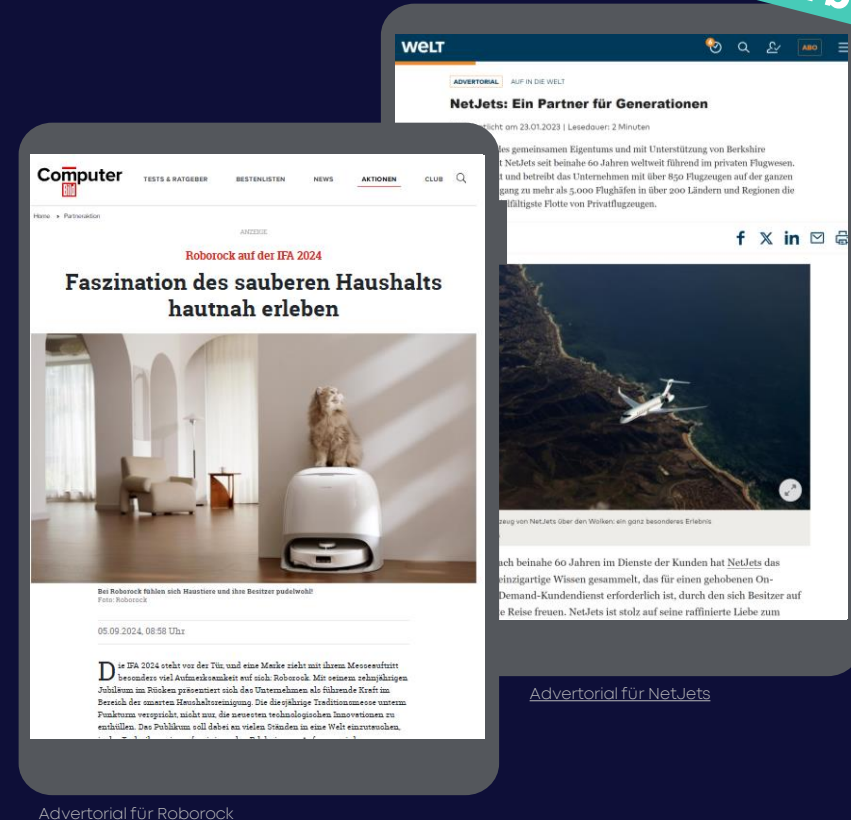 WELT
ABO
ADVERTORIAL AUF IN DIE WELT
NetJets: Ein Partner für Generationen
licht am 23.01.2023 | Lesedauer: 2 Minuten
des gemeinsamen Eigentums und mit Unterstützung von Berkshire
t NetJets seit beinahe 60 Jahren weltweit führend im privaten Flugwesen.
t und betreibt das Unternehmen mit über 850 Flugzeugen auf der ganzen
gang zu mehr als 5.000 Flughäfen in über 200 Ländern und Regionen die
lfältigste Flotte von Privatflugzeugen.
zeug von NetJets über den Wolken: ein ganz besonderes Erlebnis
ach beinahe 60 Jahren im Dienste der Kunden hat NetJets das
einzigartige Wissen gesammelt, das für einen gehobenen On-
Demand-Kundendienst erforderlich ist, durch den sich Besitzer auf
e Reise freuen. NetJets ist stolz auf seine raffinierte Liebe zum
Advertorial für NetJets
Computer
Bild
TESTS & RATGEBER BESTENLISTEN NEWS AKTIONEN CLUB
Home Partneraktion
ANZEIGE
Roborock auf der IFA 2024
Faszination des sauberen Haushalts
hautnah erleben
Bei Roborock fühlen sich Haustiere und ihre Besitzer pudelwohl!
Foto: Roborock
05.09.2024, 08:58 Uhr
Die IFA 2024 steht vor der Tür, und eine Marke zieht mit ihrem Messeauftritt
besonders viel Aufmerksamkeit auf sich: Roborock. Mit seinem zehnjährigen
Jubiläum im Rücken präsentiert sich das Unternehmen als führende Kraft im
Bereich der smarten Haushaltsreinigung. Die diesjährige Traditionsmesse unterm
Funkturm verspricht, nicht nur, die neuesten technologischen Innovationen zu
enthüllen. Das Publikum soll dabei an vielen Ständen in eine Welt einzutauchen,
Advertorial für Roborock